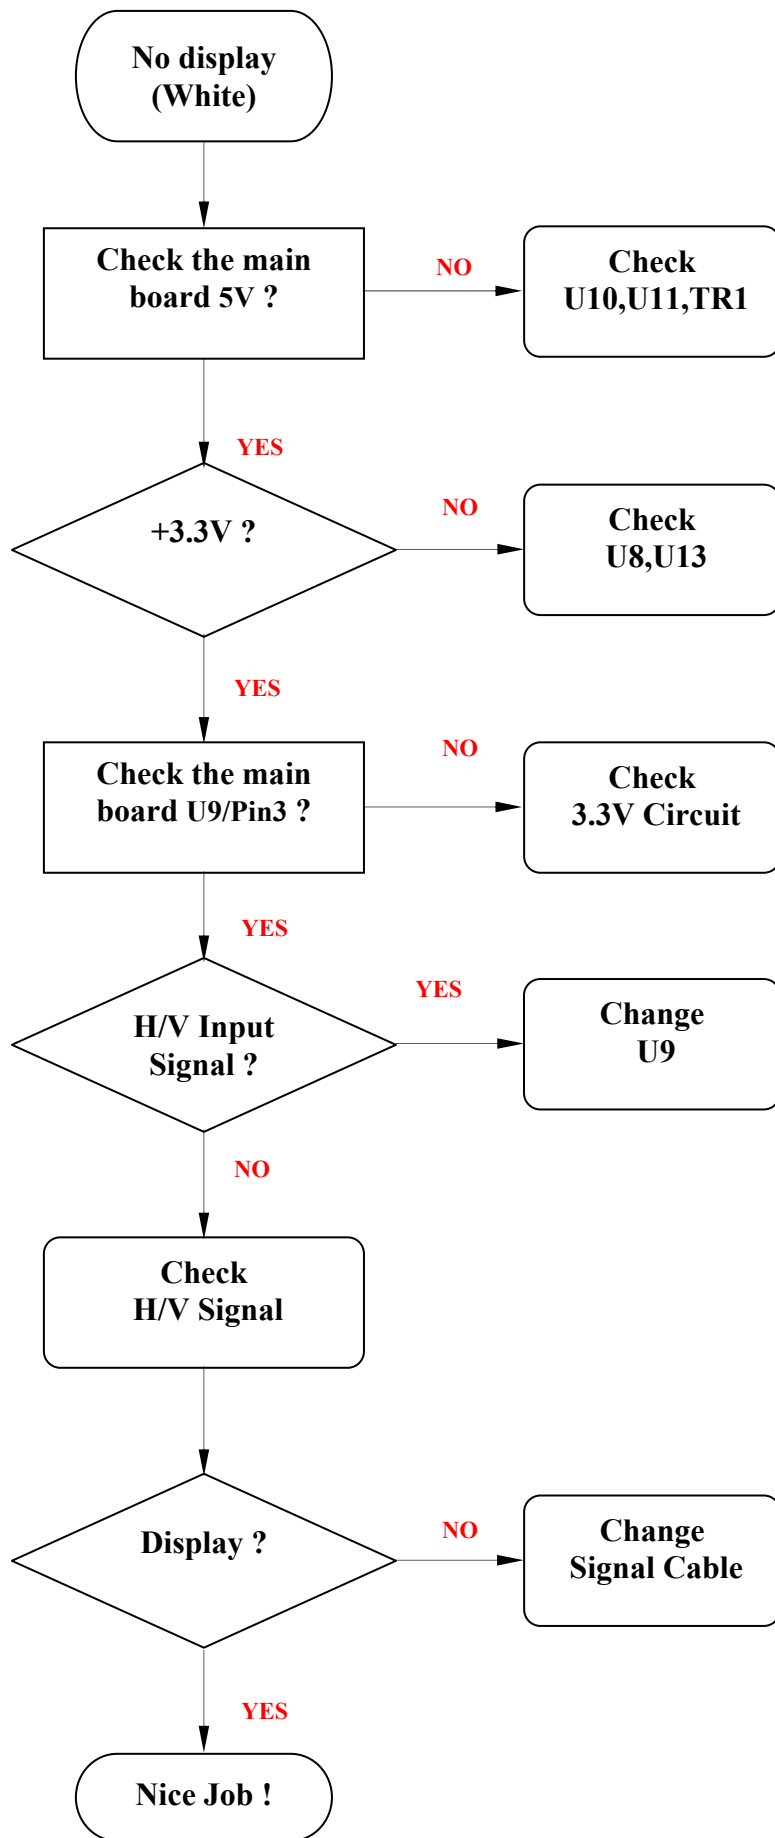 No display
(White)
Check the main
board 5V ?
NO
Check
U10,U11,TR1
YES
+3.3V ?
NO
Check
U8,U13
YES
Check the main
board U9/Pin3 ?
NO
Check
3.3V Circuit
YES
H/V Input
Signal ?
YES
Change
U9
NO
Check
H/V Signal
Display ?
NO
Change
Signal Cable
YES
Nice Job !